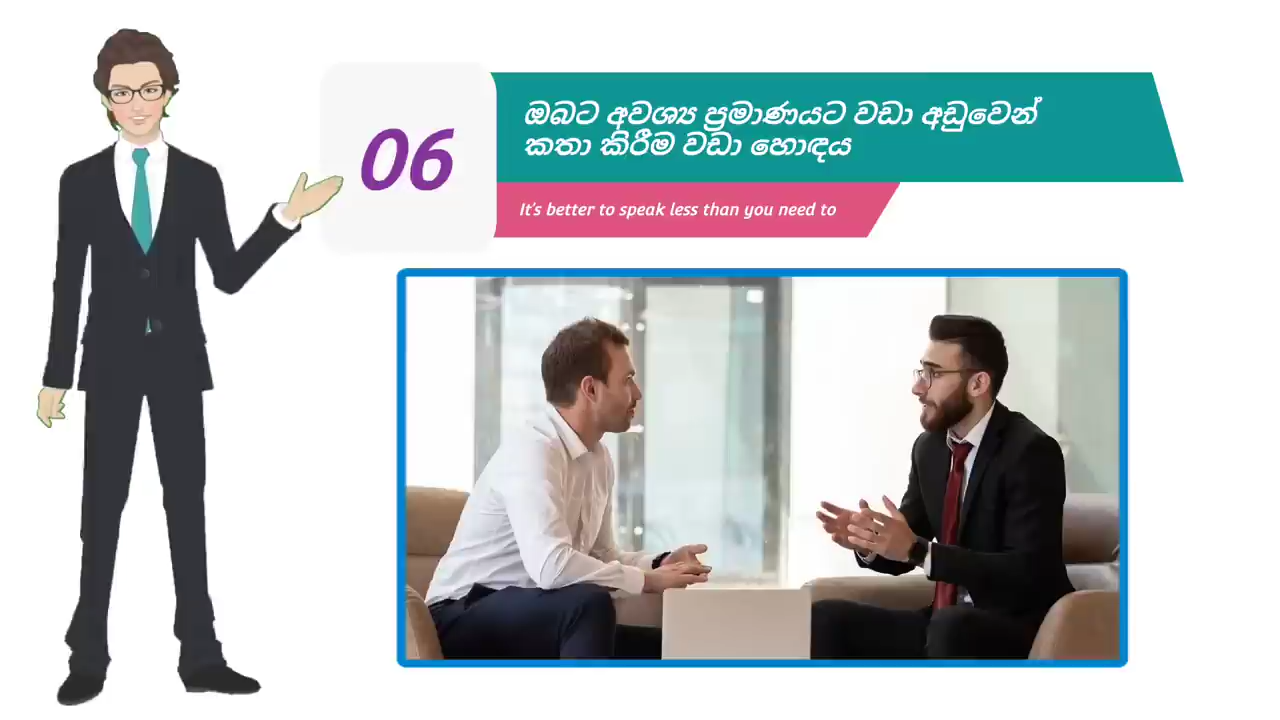 06
ඔබට අවශ්‍ය ප්‍රමාණයට වඩා අඩුවෙන්
කතා කිරීම වඩා හොඳය
It's better to speak less than you need to